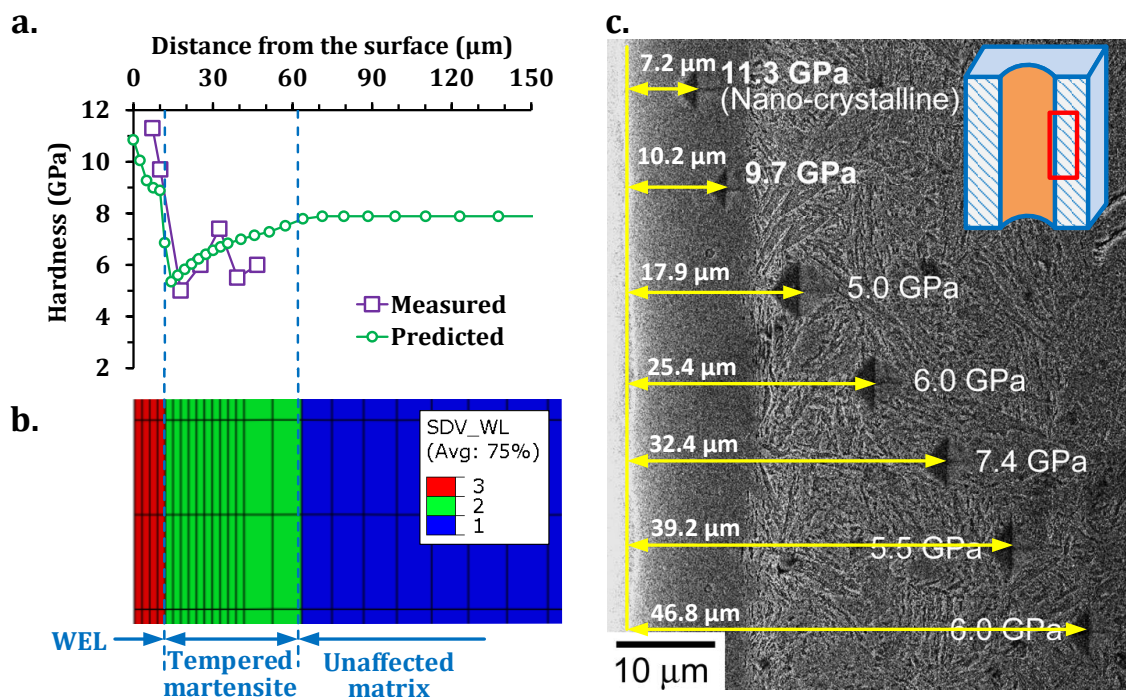 a.
Distance from the surface (μm)
0 30 60 90 120 150
Hardness (GPa)
12
10
8
6
4
2
Measured
Predicted
b.
SDV_WL
(Avg: 75%)
3
2
1
WEL
Tempered
martensite
Unaffected
matrix
c.
7.2 μm
11.3 GPa
(Nano-crystalline)
10.2 μm
9.7 GPa
17.9 μm
5.0 GPa
25.4 μm
6.0 GPa
32.4 μm
7.4 GPa
39.2 μm
5.5 GPa
46.8 μm
6.0 GPa
10 μm